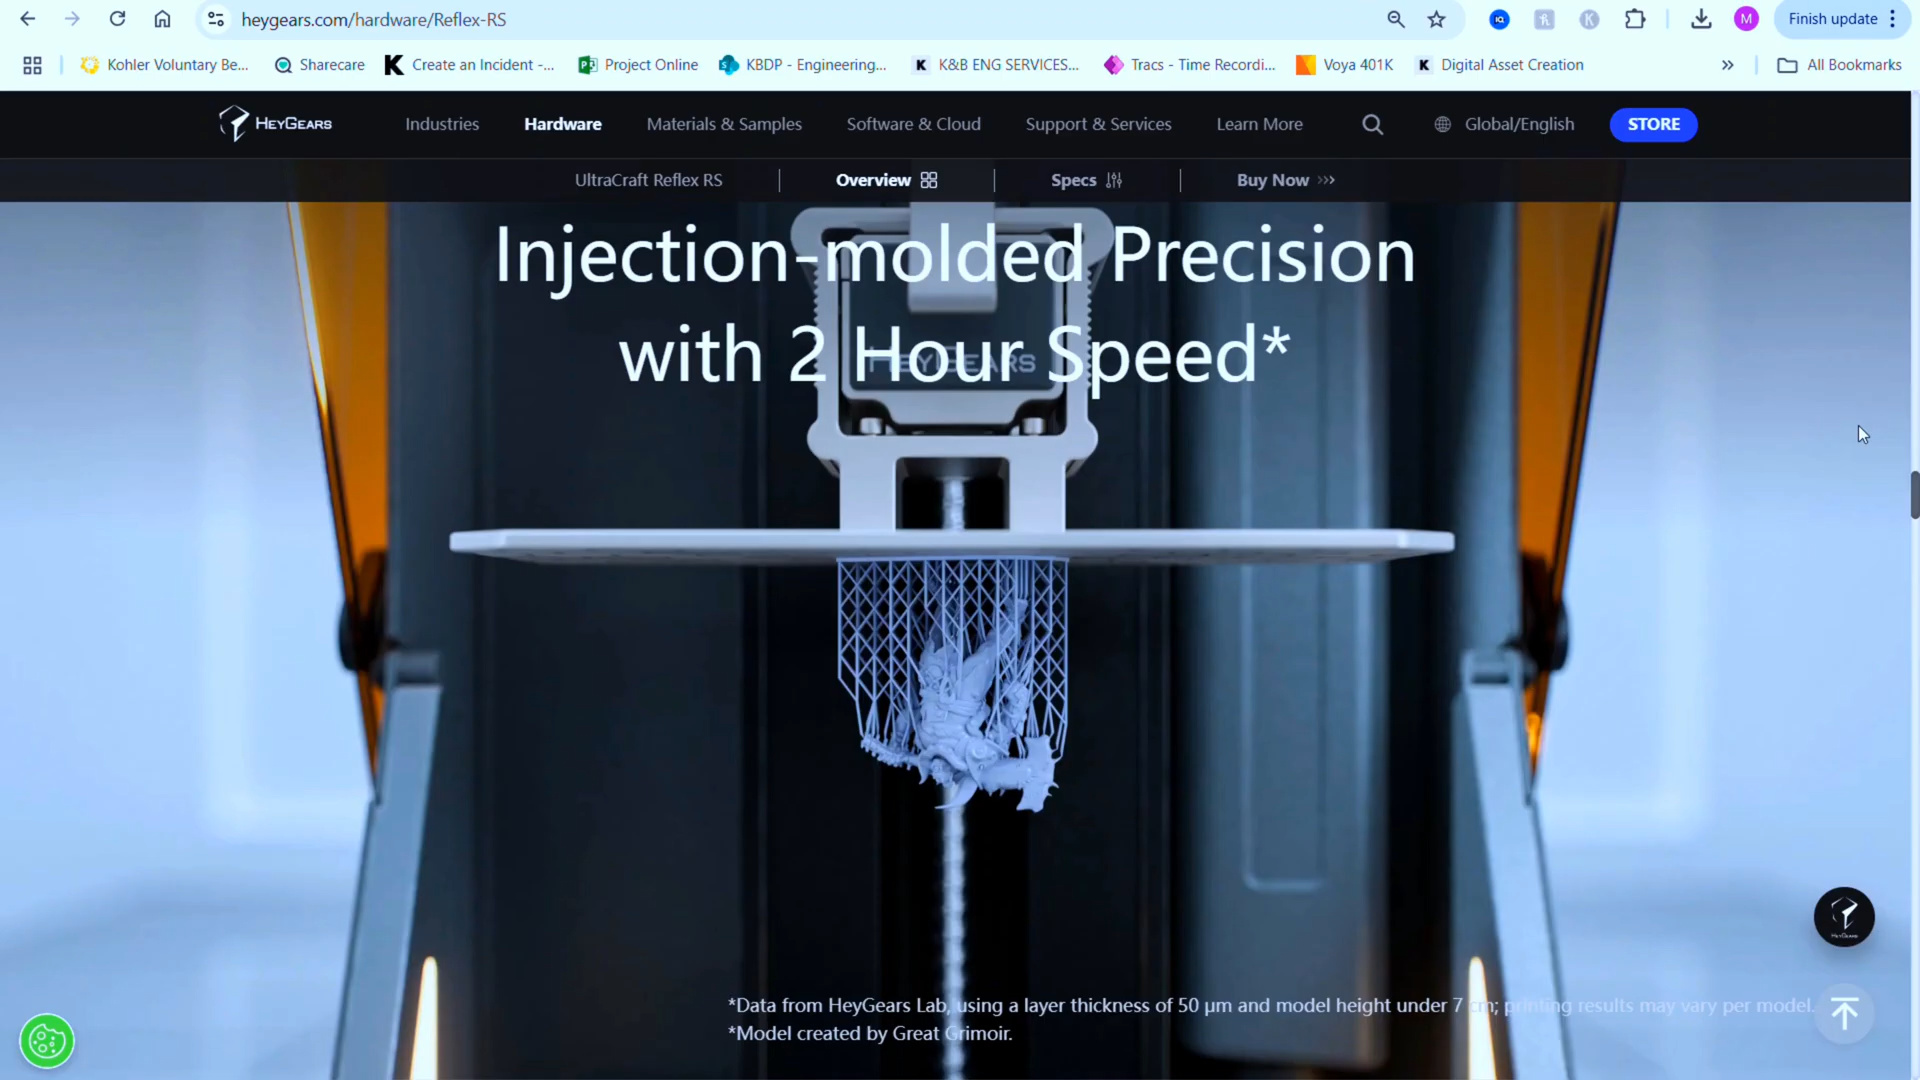 heygears.com/hardware/Reflex-RS
M
Finish update
Kohler Voluntary Be...
Sharecare
Create an Incident -...
Project Online
KBDP - Engineering...
K&B ENG SERVICES...
Tracs - Time Recordi...
Voya 401K
Digital Asset Creation
All Bookmarks
HEYGEARS
Industries
Hardware
Materials & Samples
Software & Cloud
Support & Services
Learn More
Global/English
STORE
UltraCraft Reflex RS
Overview
Specs
Buy Now
Injection-molded Precision
with 2 Hour Speed*
HEYGEARS
*Data from HeyGears Lab, using a layer thickness of 50 μm and model height under 7 cm; printing results may vary per model.
*Model created by Great Grimoir.
HEYGEARS